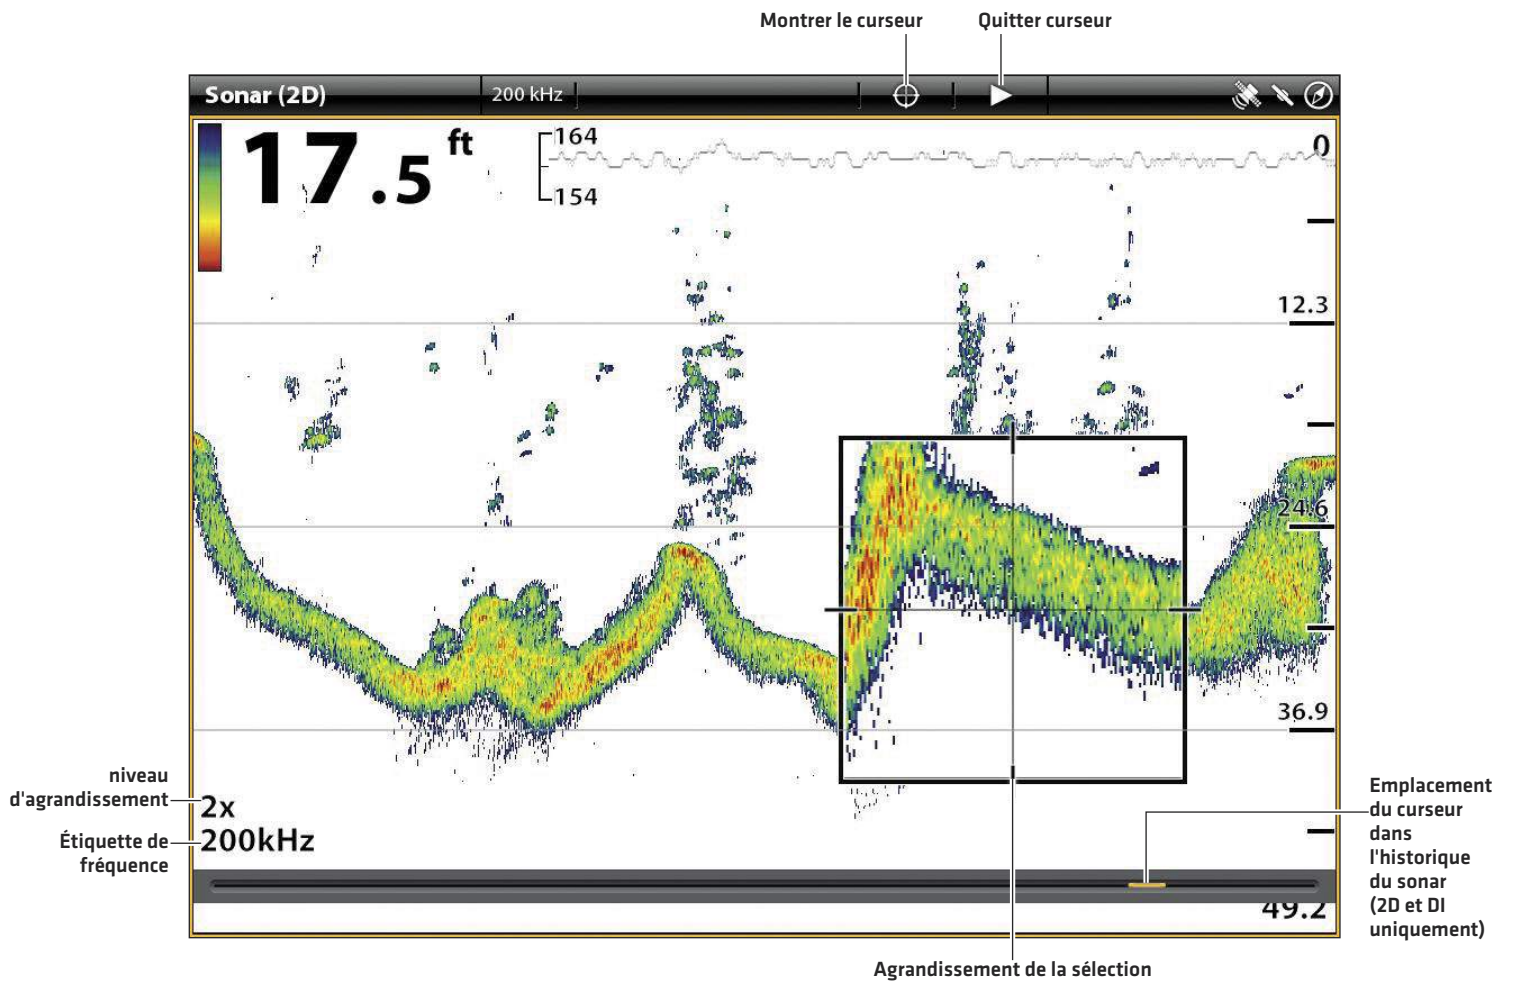 Montrer le curseur
Quitter curseur
Sonar (2D)
200 kHz
17.5 ft
164
154
0
12.3
24.6
36.9
49.2
niveau
d'agrandissement
2x
Étiquette de
fréquence
200kHz
Emplacement
du curseur
dans
l'historique
du sonar
(2D et DI
uniquement)
Agrandissement de la sélection